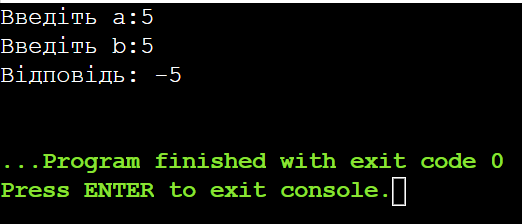 Введіть a:5
Введіть b:5
Відповідь: -5
...Program finished with exit code 0
Press ENTER to exit console.